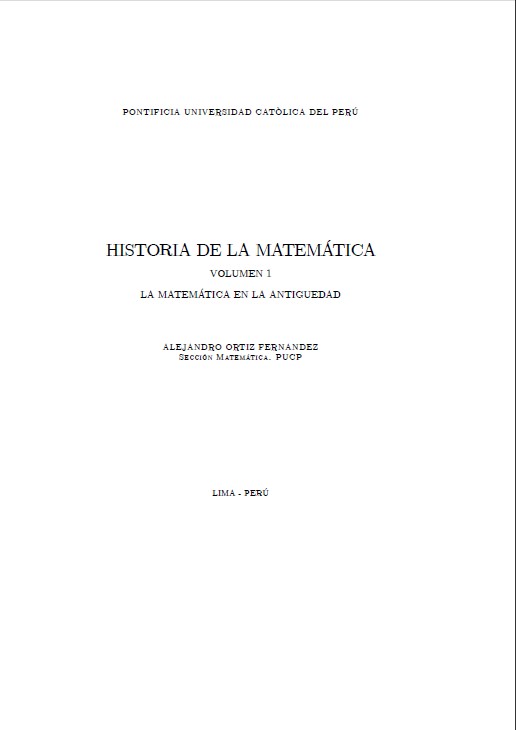 PONTIFICIA UNIVERSIDAD CATÒLICA DEL PERÚ
HISTORIA DE LA MATEMÁTICA
VOLUMEN 1
LA MATEMÁTICA EN LA ANTIGUEDAD
ALEJANDRO ORTIZ FERNANDEZ
Sección Matemática. PUCP
LIMA - PERÚ